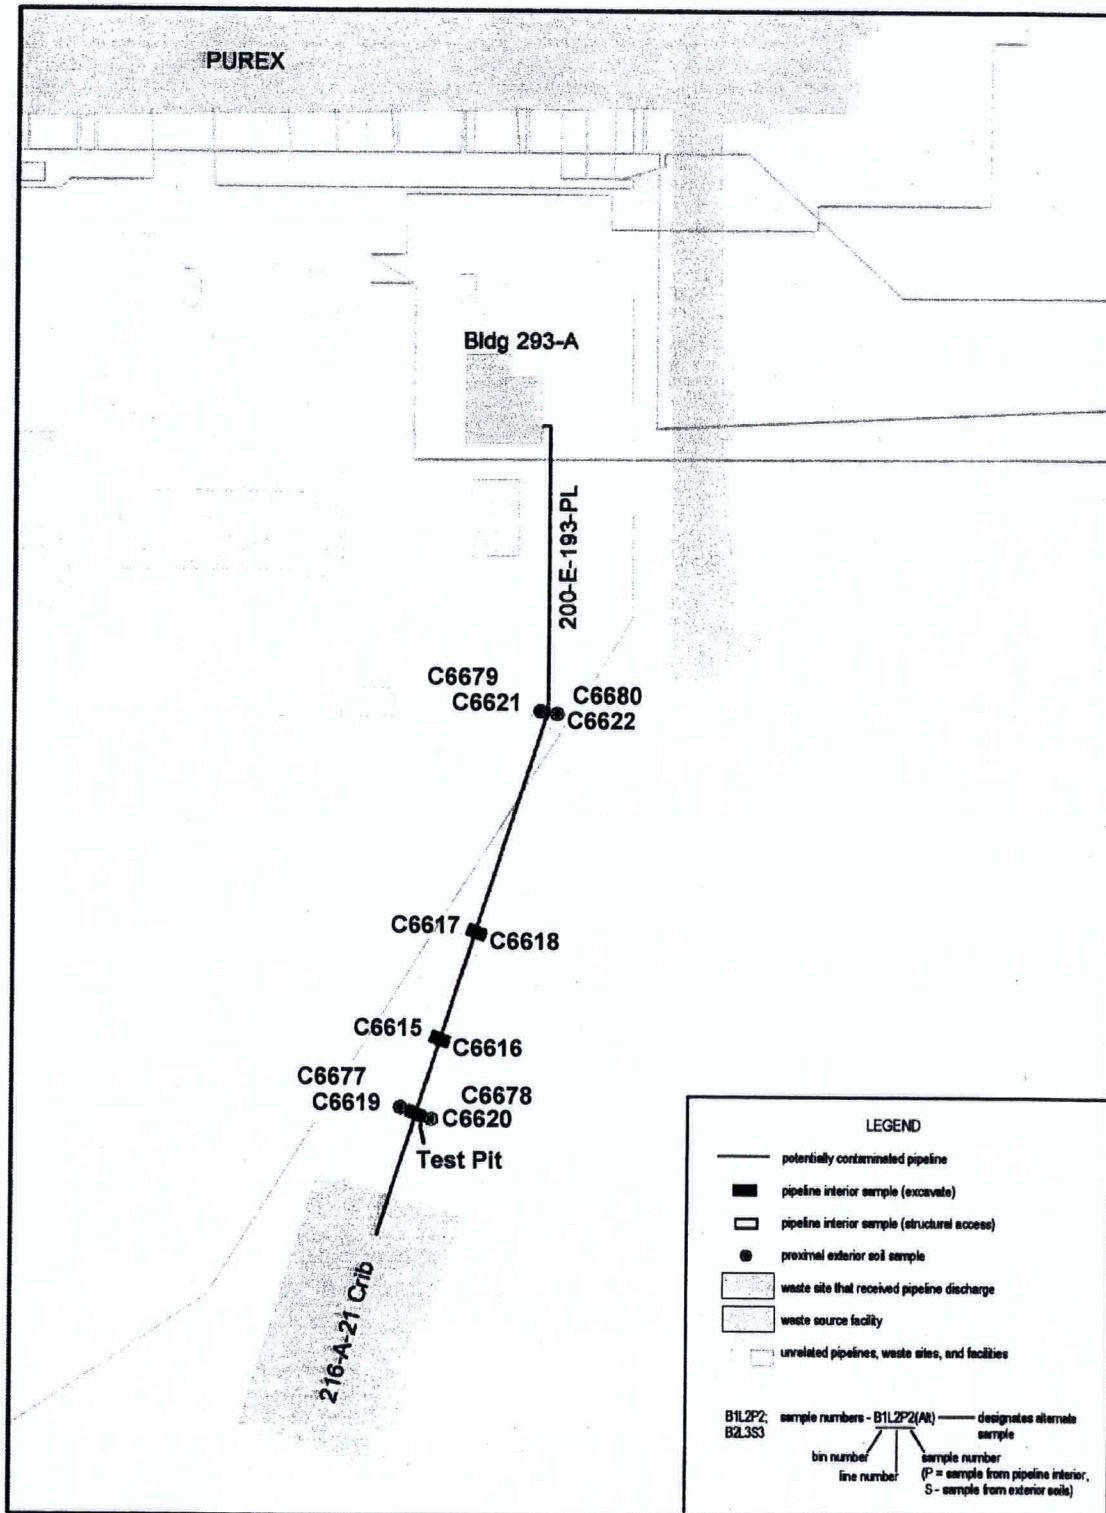 PUREX
Bldg 293-A
200-E-193-PL
C6679
C6621
C6680
C6622
C6617
C6618
C6615
C6616
C6677
C6619
C6678
C6620
Test Pit
216-A-21 Crib
LEGEND
potentially contaminated pipeline
pipeline interior sample (excavate)
pipeline interior sample (structural access)
proximal exterior soil sample
waste site that received pipeline discharge
waste source facility
unrelated pipelines, waste sites, and facilities
B1L2P2; sample numbers - B1L2P2(Alt) designates alternate
B2L3S3 sample
bin number sample number
line number (P = sample from pipeline interior,
S - sample from exterior soils)